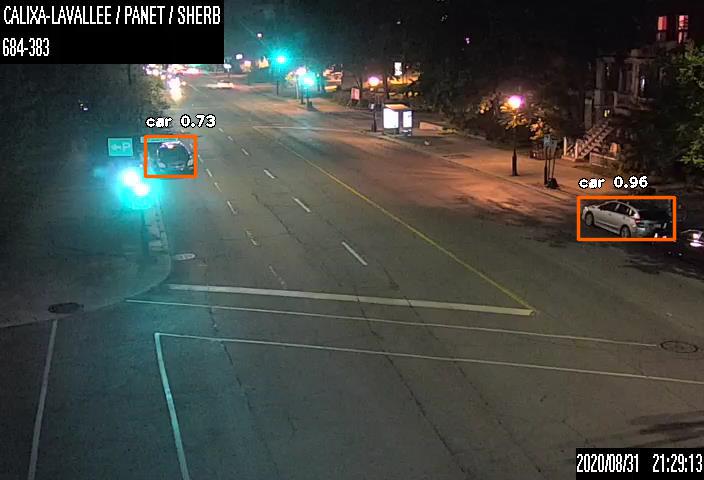 CALIXA-LAVALLEE / PANET / SHERB
684-383
car 0.73
P
car 0.96
2020/08/31 21:29:13